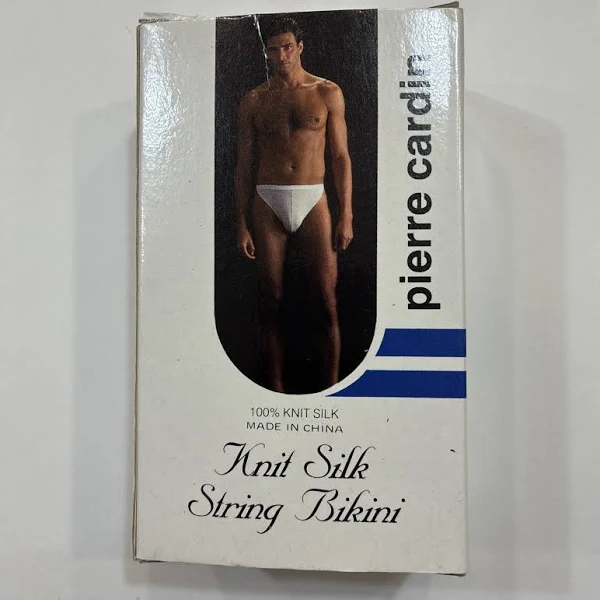 pierre cardin
100% KNIT SILK
MADE IN CHINA
Knit Silk
String Bikini